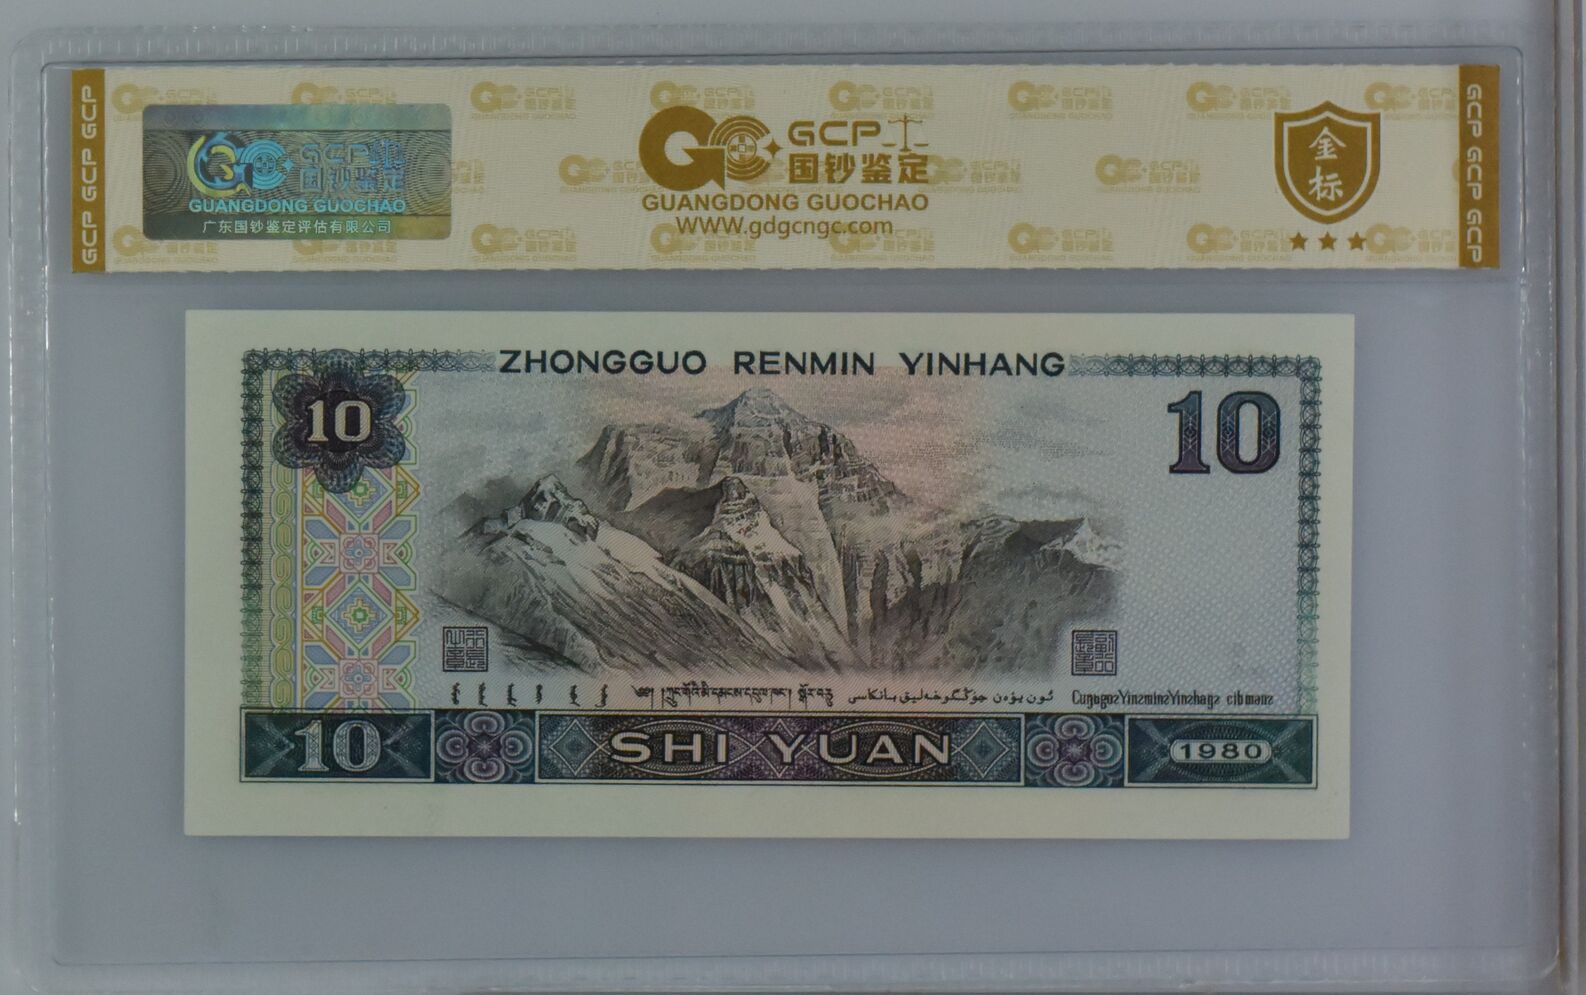 GCP GCP GCP
GCP 国钞鉴定
GUANGDONG GUOCHAO
广东国钞鉴定评估有限公司
GCP
国钞鉴定
GUANGDONG GUOCHAO
WWW.gdgcngc.com
金标
GCP GCP GCP
ZHONGGUO RENMIN YINHANG
10
10
10
SHI YUAN
1980